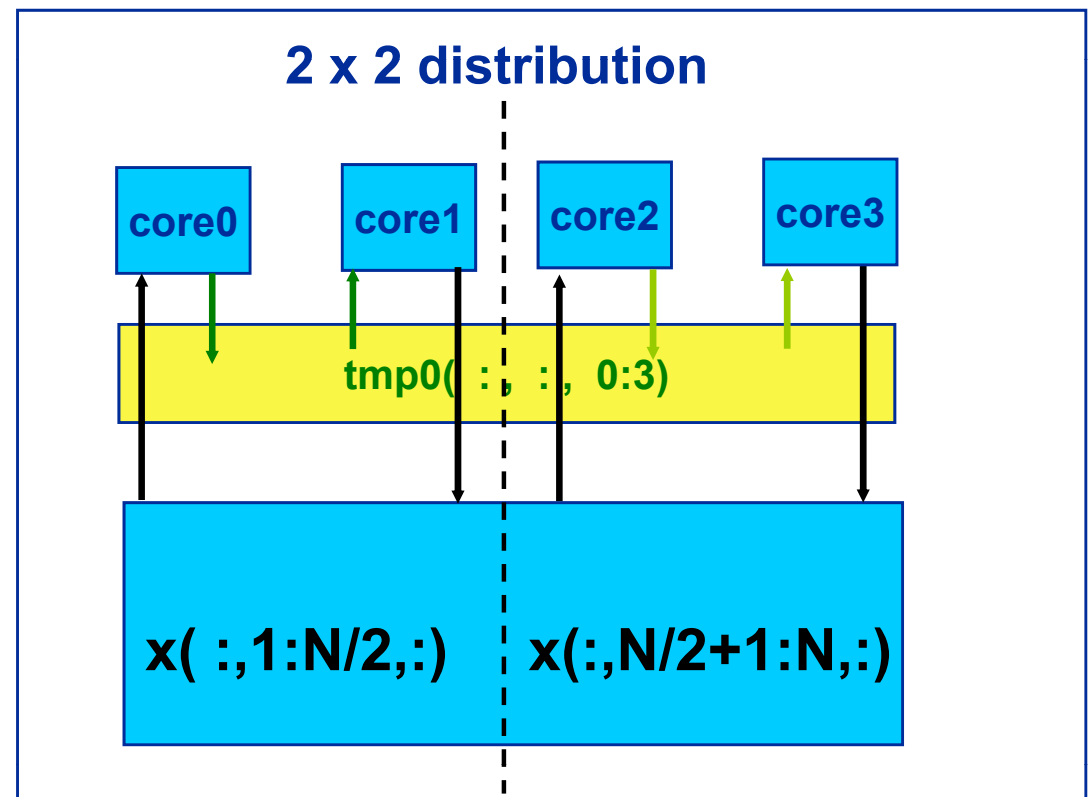 2 x 2 distribution
core0 core1 core2 core3
tmp0( : , : , 0:3)
x( :,1:N/2,:) x(:,N/2+1:N,:)